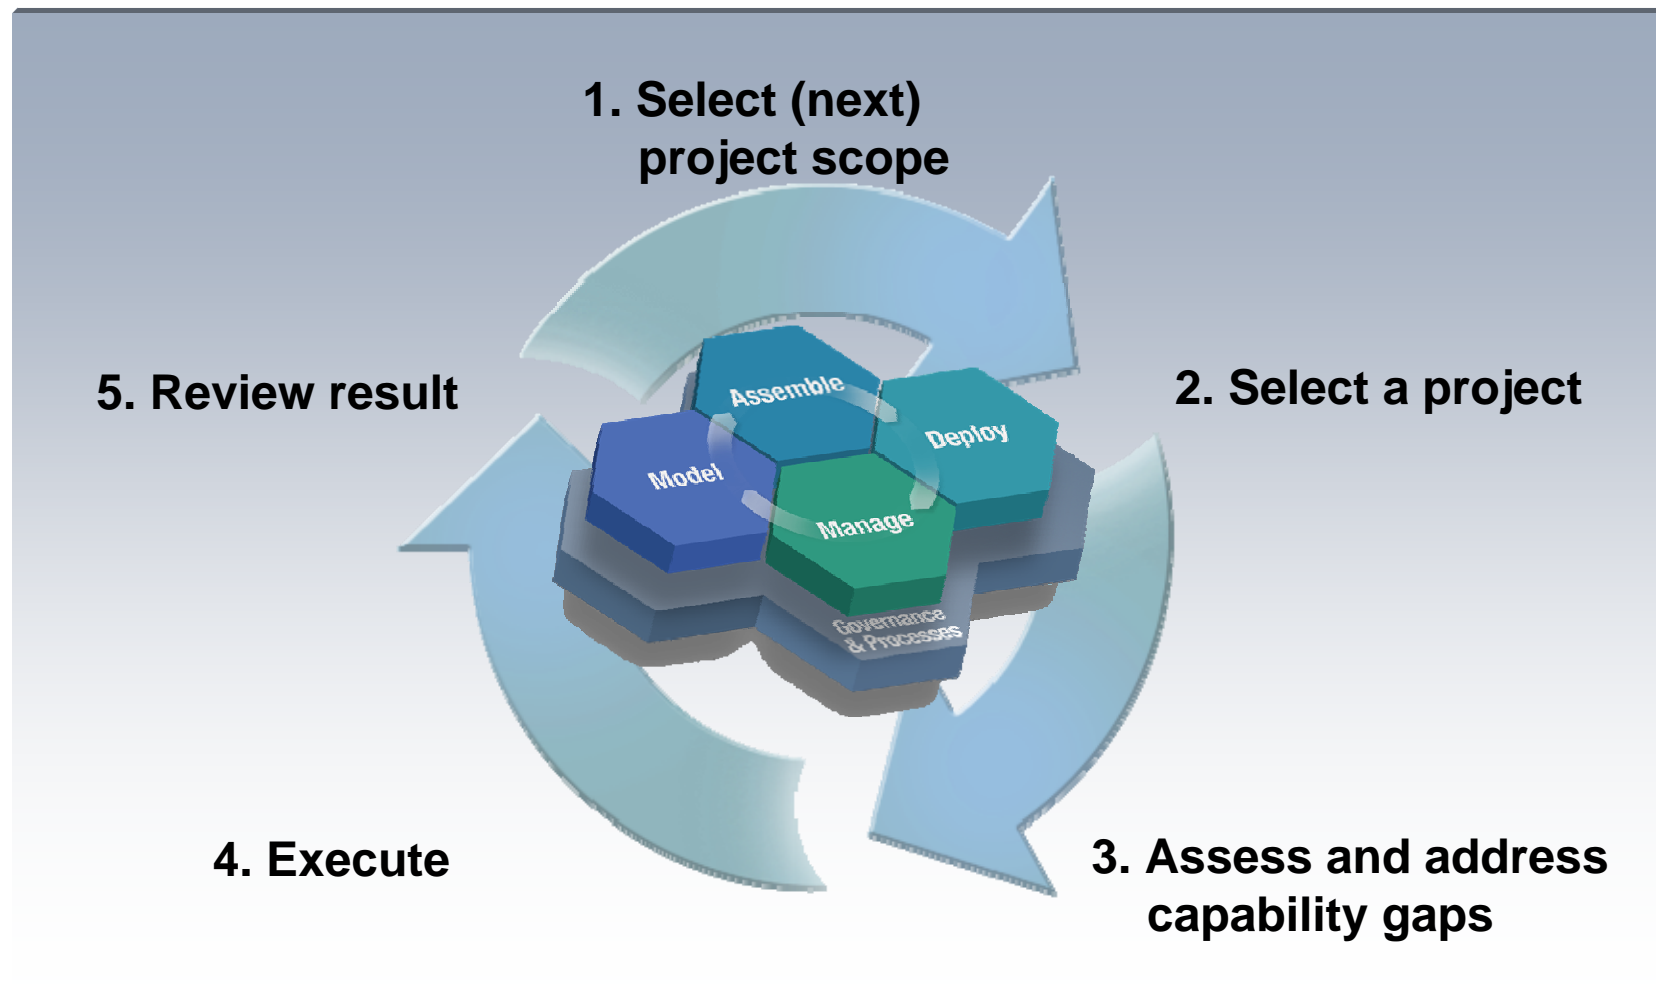 1. Select (next)
project scope
5. Review result
2. Select a project
Assemble
Deploy
Model
Manage
Governance
& Processes
4. Execute
3. Assess and address
capability gaps